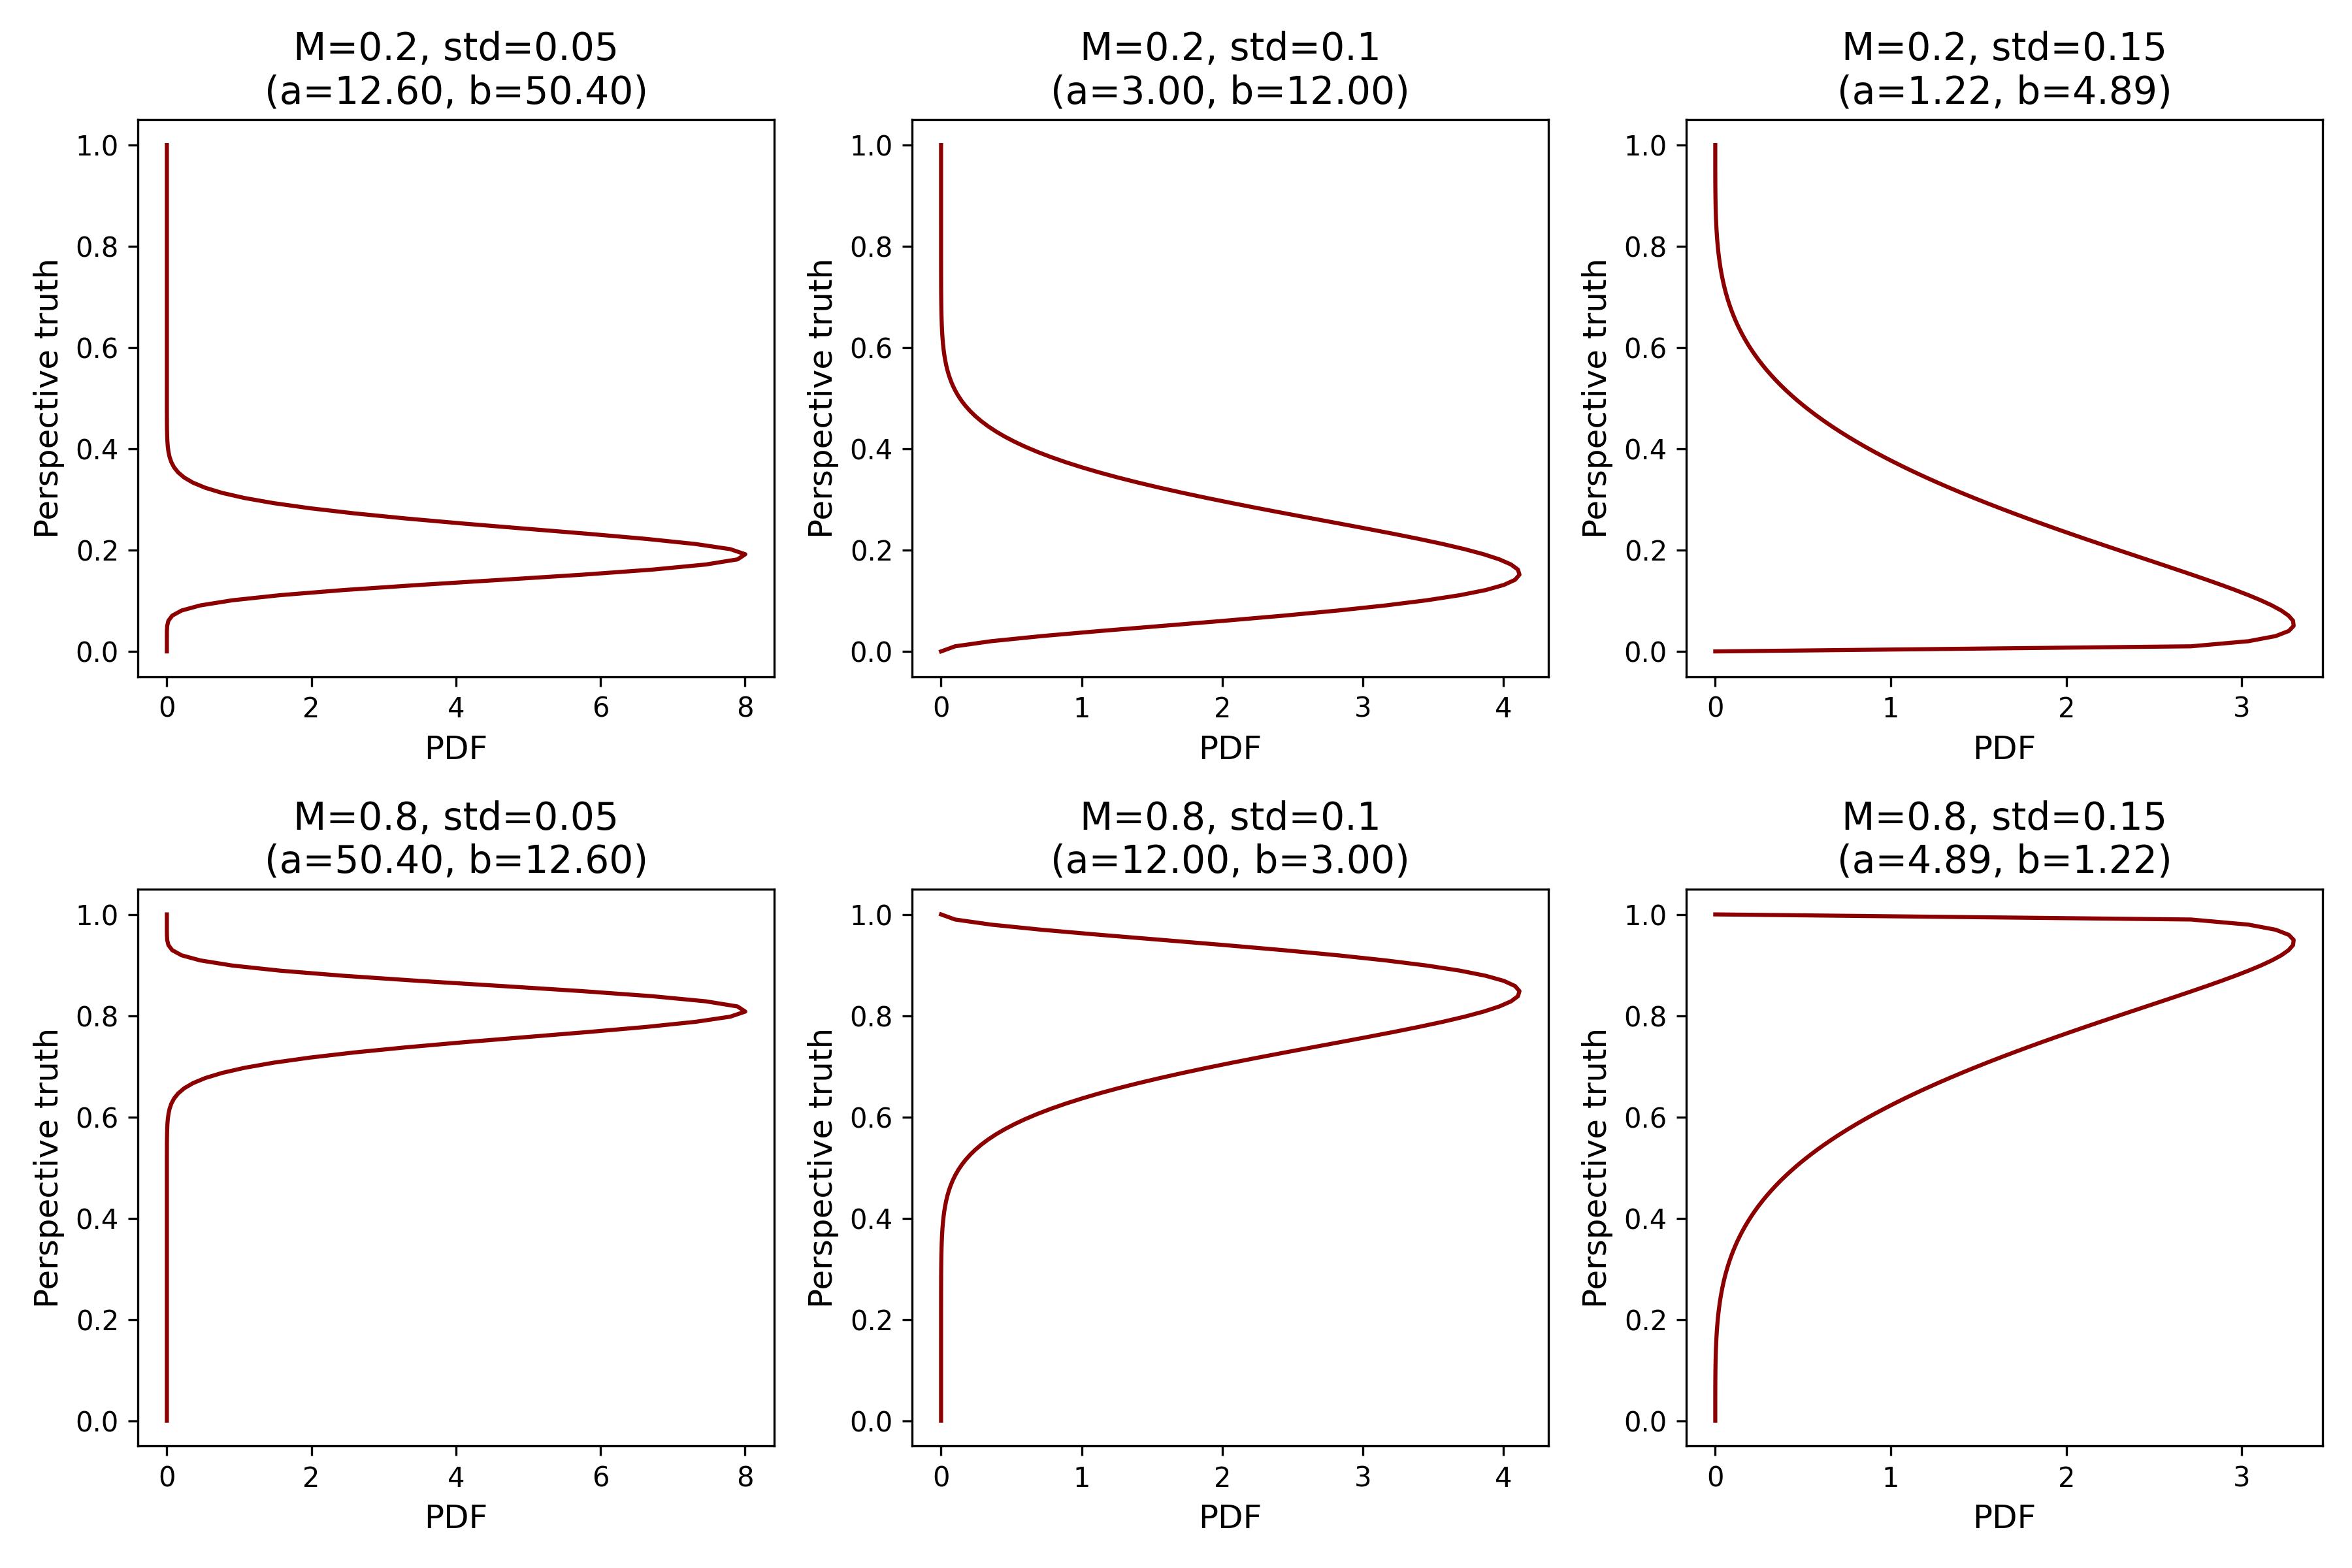 M=0.2, std=0.05
(a=12.60, b=50.40)
1.0
0.8
0.6
0.4
0.2
0.0
Perspective truth
0 2 4 6 8
PDF
M=0.2, std=0.1
(a=3.00, b=12.00)
1.0
0.8
0.6
0.4
0.2
0.0
Perspective truth
0 1 2 3 4
PDF
M=0.2, std=0.15
(a=1.22, b=4.89)
1.0
0.8
0.6
0.4
0.2
0.0
Perspective truth
0 1 2 3
PDF
M=0.8, std=0.05
(a=50.40, b=12.60)
1.0
0.8
0.6
0.4
0.2
0.0
Perspective truth
0 2 4 6 8
PDF
M=0.8, std=0.1
(a=12.00, b=3.00)
1.0
0.8
0.6
0.4
0.2
0.0
Perspective truth
0 1 2 3 4
PDF
M=0.8, std=0.15
(a=4.89, b=1.22)
1.0
0.8
0.6
0.4
0.2
0.0
Perspective truth
0 1 2 3
PDF